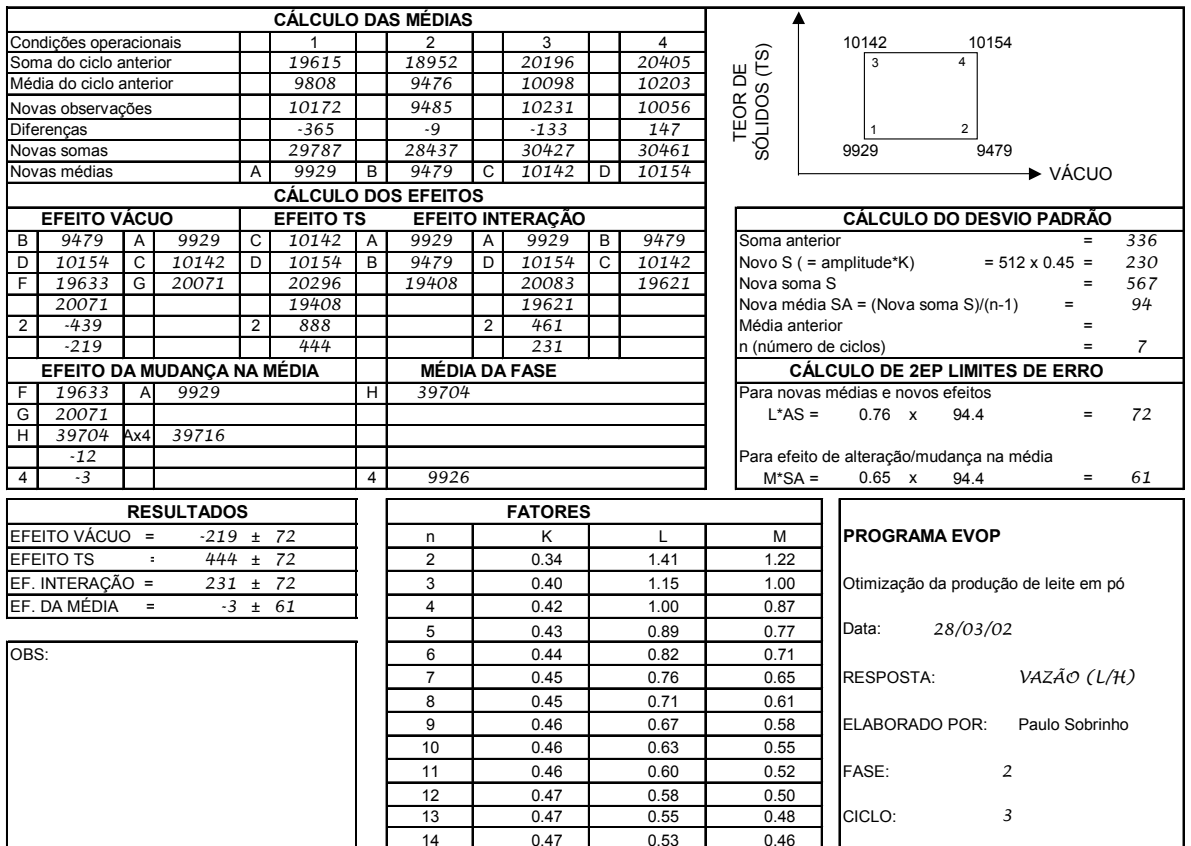 CÁLCULO DAS MÉDIAS
Condições operacionais 1 2 3 4
Soma do ciclo anterior 19615 18952 20196 20405
Média do ciclo anterior 9808 9476 10098 10203
Novas observações 10172 9485 10231 10056
Diferenças -365 -9 -133 147
Novas somas 29787 28437 30427 30461
Novas médias A 9929 B 9479 C 10142 D 10154
CÁLCULO DOS EFEITOS
EFEITO VÁCUO EFEITO TS EFEITO INTERAÇÃO
B 9479 A 9929 C 10142 A 9929 A 9929 B 9479
D 10154 C 10142 D 10154 B 9479 D 10154 C 10142
F 19633 G 20071 20296 19408 20083 19621
20071 19408 19621
2 -439 2 888 2 461
-219 444 231
EFEITO DA MUDANÇA NA MÉDIA MÉDIA DA FASE
F 19633 A 9929 H 39704
G 20071
H 39704 Ax4 39716
-12
4 -3 4 9926
TEOR DE
SÓLIDOS (TS)
10142 10154
3 4
1 2
9929 9479
VÁCUO
CÁLCULO DO DESVIO PADRÃO
Soma anterior = 336
Novo S ( = amplitude*K) = 512 x 0.45 = 230
Nova soma S = 567
Nova média SA = (Nova soma S)/(n-1) = 94
Média anterior =
n (número de ciclos) = 7
CÁLCULO DE 2EP LIMITES DE ERRO
Para novas médias e novos efeitos
L*AS = 0.76 x 94.4 = 72
Para efeito de alteração/mudança na média
M*SA = 0.65 x 94.4 = 61
RESULTADOS
EFEITO VÁCUO = -219 ± 72
EFEITO TS = 444 ± 72
EF. INTERAÇÃO = 231 ± 72
EF. DA MÉDIA = -3 ± 61
OBS:
FATORES
n K L M
2 0.34 1.41 1.22
3 0.40 1.15 1.00
4 0.42 1.00 0.87
5 0.43 0.89 0.77
6 0.44 0.82 0.71
7 0.45 0.76 0.65
8 0.45 0.71 0.61
9 0.46 0.67 0.58
10 0.46 0.63 0.55
11 0.46 0.60 0.52
12 0.47 0.58 0.50
13 0.47 0.55 0.48
14 0.47 0.53 0.46
PROGRAMA EVOP
Otimização da produção de leite em pó
Data: 28/03/02
RESPOSTA: VAZÃO (L/H)
ELABORADO POR: Paulo Sobrinho
FASE: 2
CICLO: 3